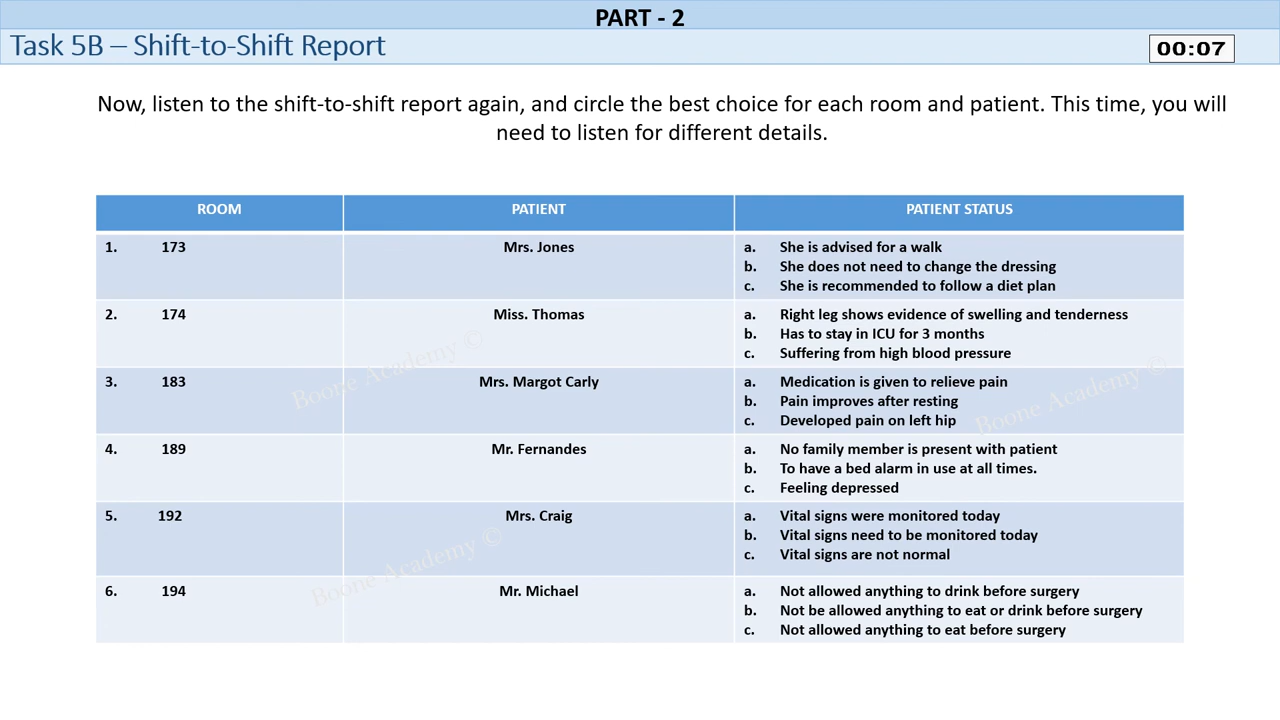 PART - 2
Task 5B – Shift-to-Shift Report
00:07
Now, listen to the shift-to-shift report again, and circle the best choice for each room and patient. This time, you will
need to listen for different details.
ROOM PATIENT PATIENT STATUS
1. 173 Mrs. Jones a. She is advised for a walk
b. She does not need to change the dressing
c. She is recommended to follow a diet plan
2. 174 Miss. Thomas a. Right leg shows evidence of swelling and tenderness
b. Has to stay in ICU for 3 months
c. Suffering from high blood pressure
3. 183 Mrs. Margot Carly a. Medication is given to relieve pain
b. Pain improves after resting
c. Developed pain on left hip
4. 189 Mr. Fernandes a. No family member is present with patient
b. To have a bed alarm in use at all times.
c. Feeling depressed
5. 192 Mrs. Craig a. Vital signs were monitored today
b. Vital signs need to be monitored today
c. Vital signs are not normal
6. 194 Mr. Michael a. Not allowed anything to drink before surgery
b. Not be allowed anything to eat or drink before surgery
c. Not allowed anything to eat before surgery
Boone Academy ©
Boone Academy ©
Boone Academy ©